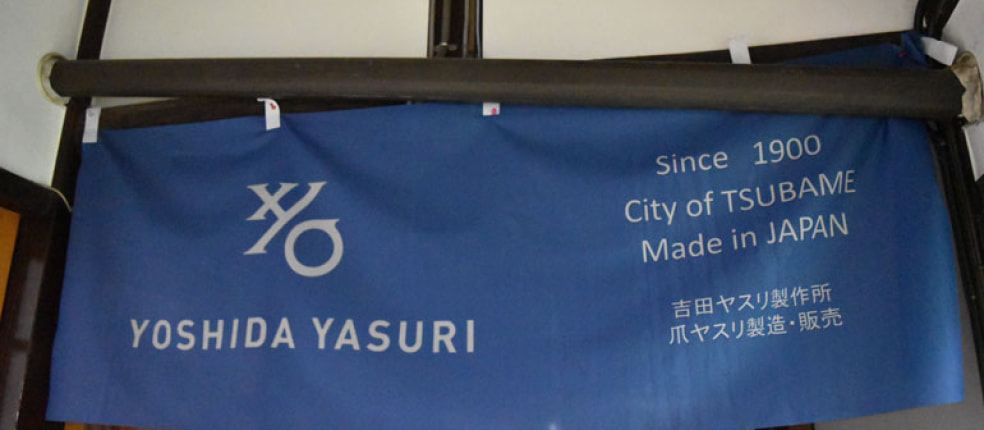 YO
YOSHIDA YASURI
Since 1900
City of TSUBAME
Made in JAPAN
吉田ヤスリ製作所
爪ヤスリ製造・販売